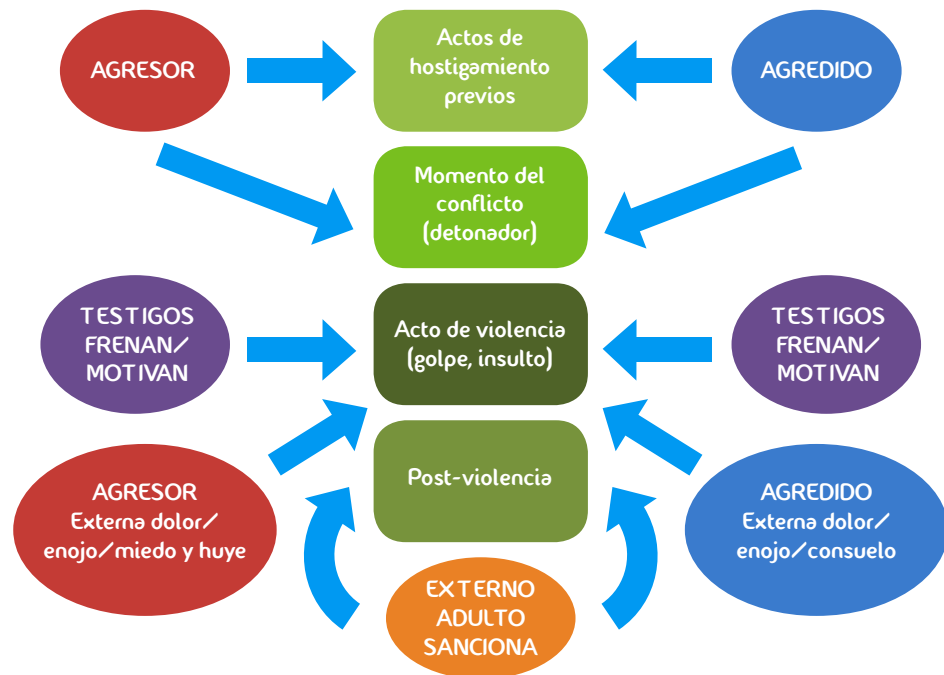 AGRESOR
Actos de
hostigamiento
previos
AGREDIDO
Momento del
conflicto
(detonador)
TESTIGOS
FRENAN/
MOTIVAN
Acto de violencia
(golpe, insulto)
TESTIGOS
FRENAN/
MOTIVAN
AGRESOR
Externa dolor/
enojo/miedo y huye
Post-violencia
AGREDIDO
Externa dolor/
enojo/consuelo
EXTERNO
ADULTO
SANCIONA